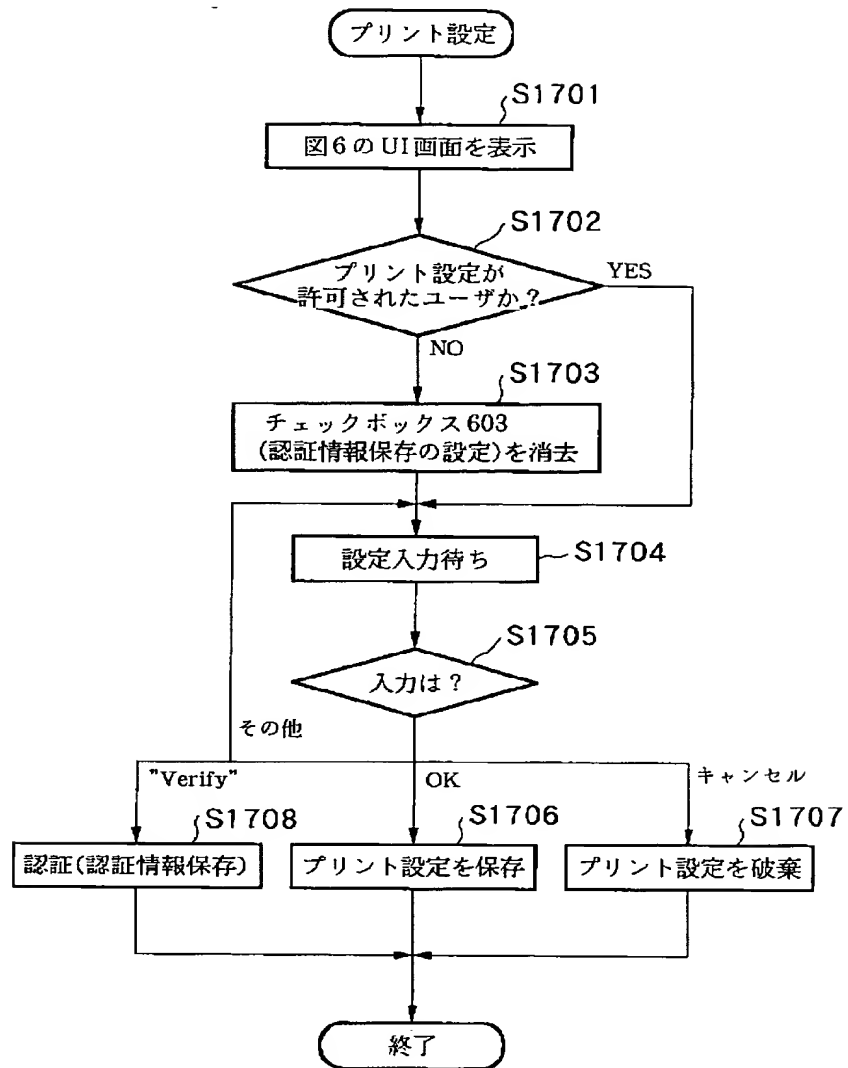 プリント設定
S1701
図6のUI画面を表示
S1702
プリント設定が
許可されたユーザか?
YES
NO
S1703
チェックボックス603
(認証情報保存の設定)を消去
設定入力待ち
S1704
S1705
入力は?
その他
"Verify"
OK
キャンセル
S1708
S1706
S1707
認証(認証情報保存)
プリント設定を保存
プリント設定を破棄
終了